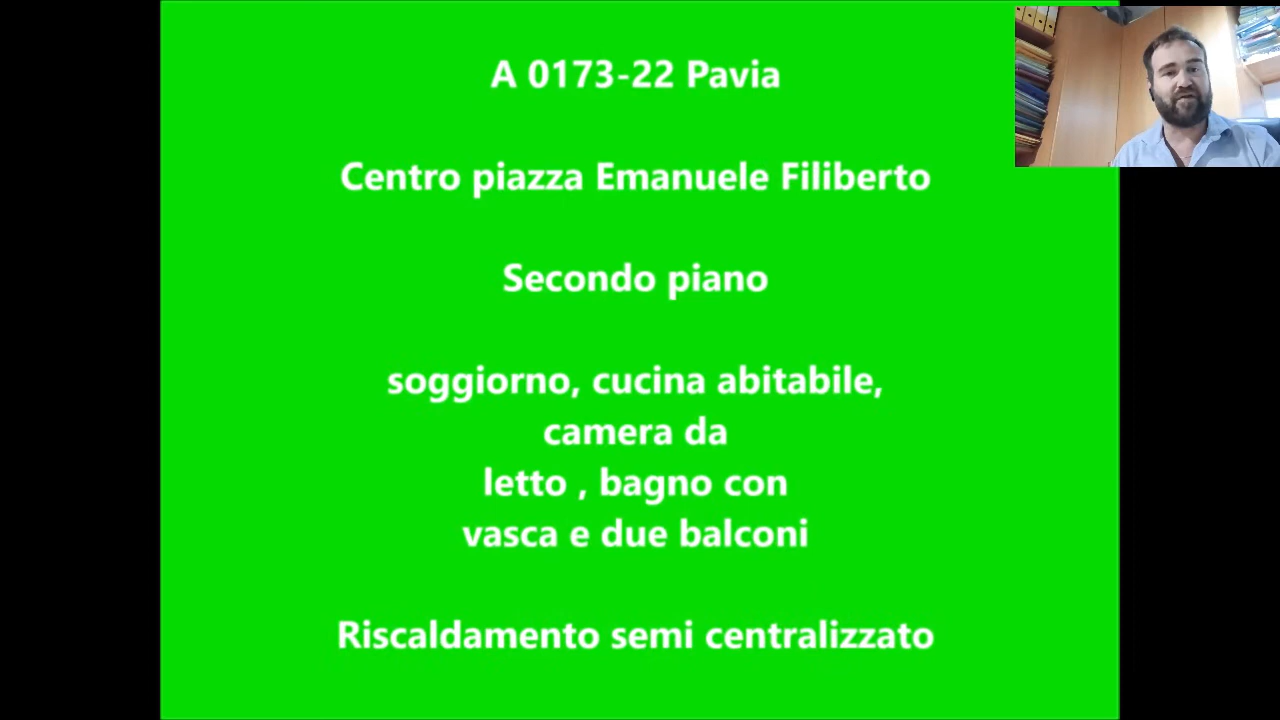 A 0173-22 Pavia
Centro piazza Emanuele Filiberto
Secondo piano
soggiorno, cucina abitabile,
camera da
letto , bagno con
vasca e due balconi
Riscaldamento semi centralizzato